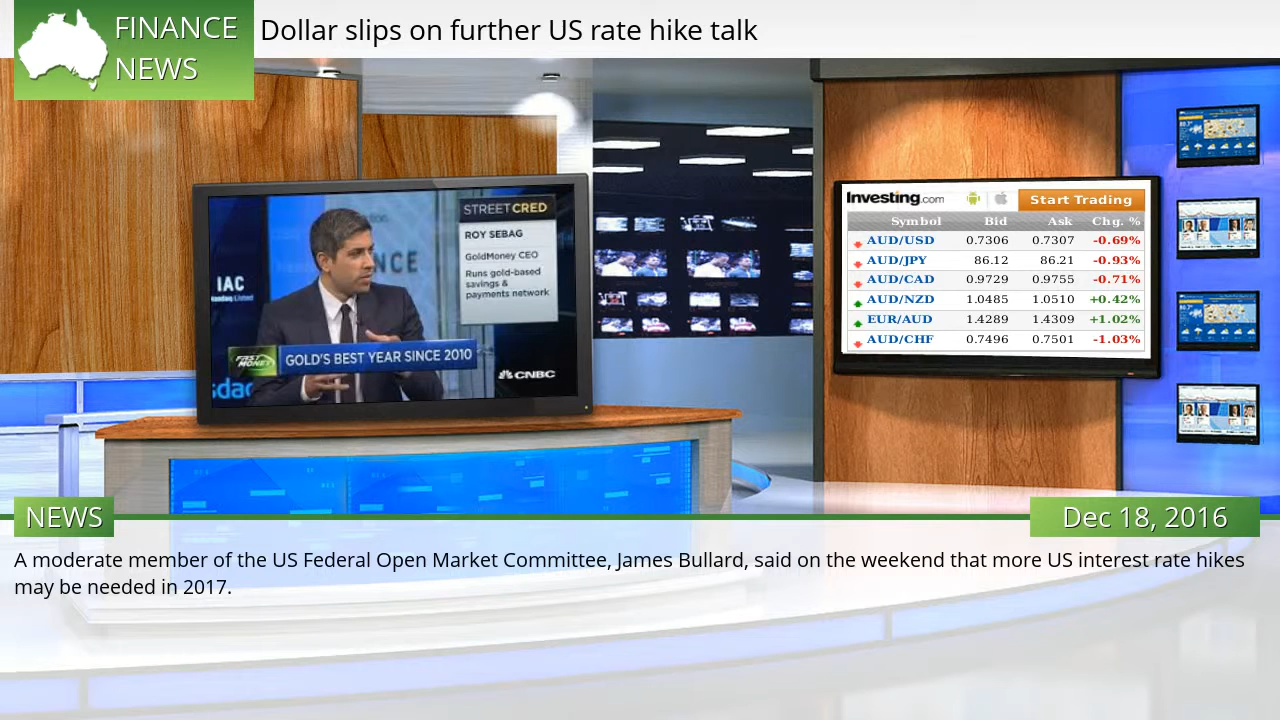 FINANCE
NEWS
Dollar slips on further US rate hike talk
STREET CRED
ROY SEBAG
GoldMoney CEO
Runs gold-based
savings &
payments network
IAC
NCE
FAST
MONEY
GOLD'S BEST YEAR SINCE 2010
CNBC
sdaq
Investing.com
Start Trading
Symbol Bid Ask Chg. %
AUD/USD 0.7306 0.7307 -0.69%
AUD/JPY 86.12 86.21 -0.93%
AUD/CAD 0.9729 0.9755 -0.71%
AUD/NZD 1.0485 1.0510 +0.42%
EUR/AUD 1.4289 1.4309 +1.02%
AUD/CHF 0.7496 0.7501 -1.03%
NEWS
Dec 18, 2016
A moderate member of the US Federal Open Market Committee, James Bullard, said on the weekend that more US interest rate hikes
may be needed in 2017.